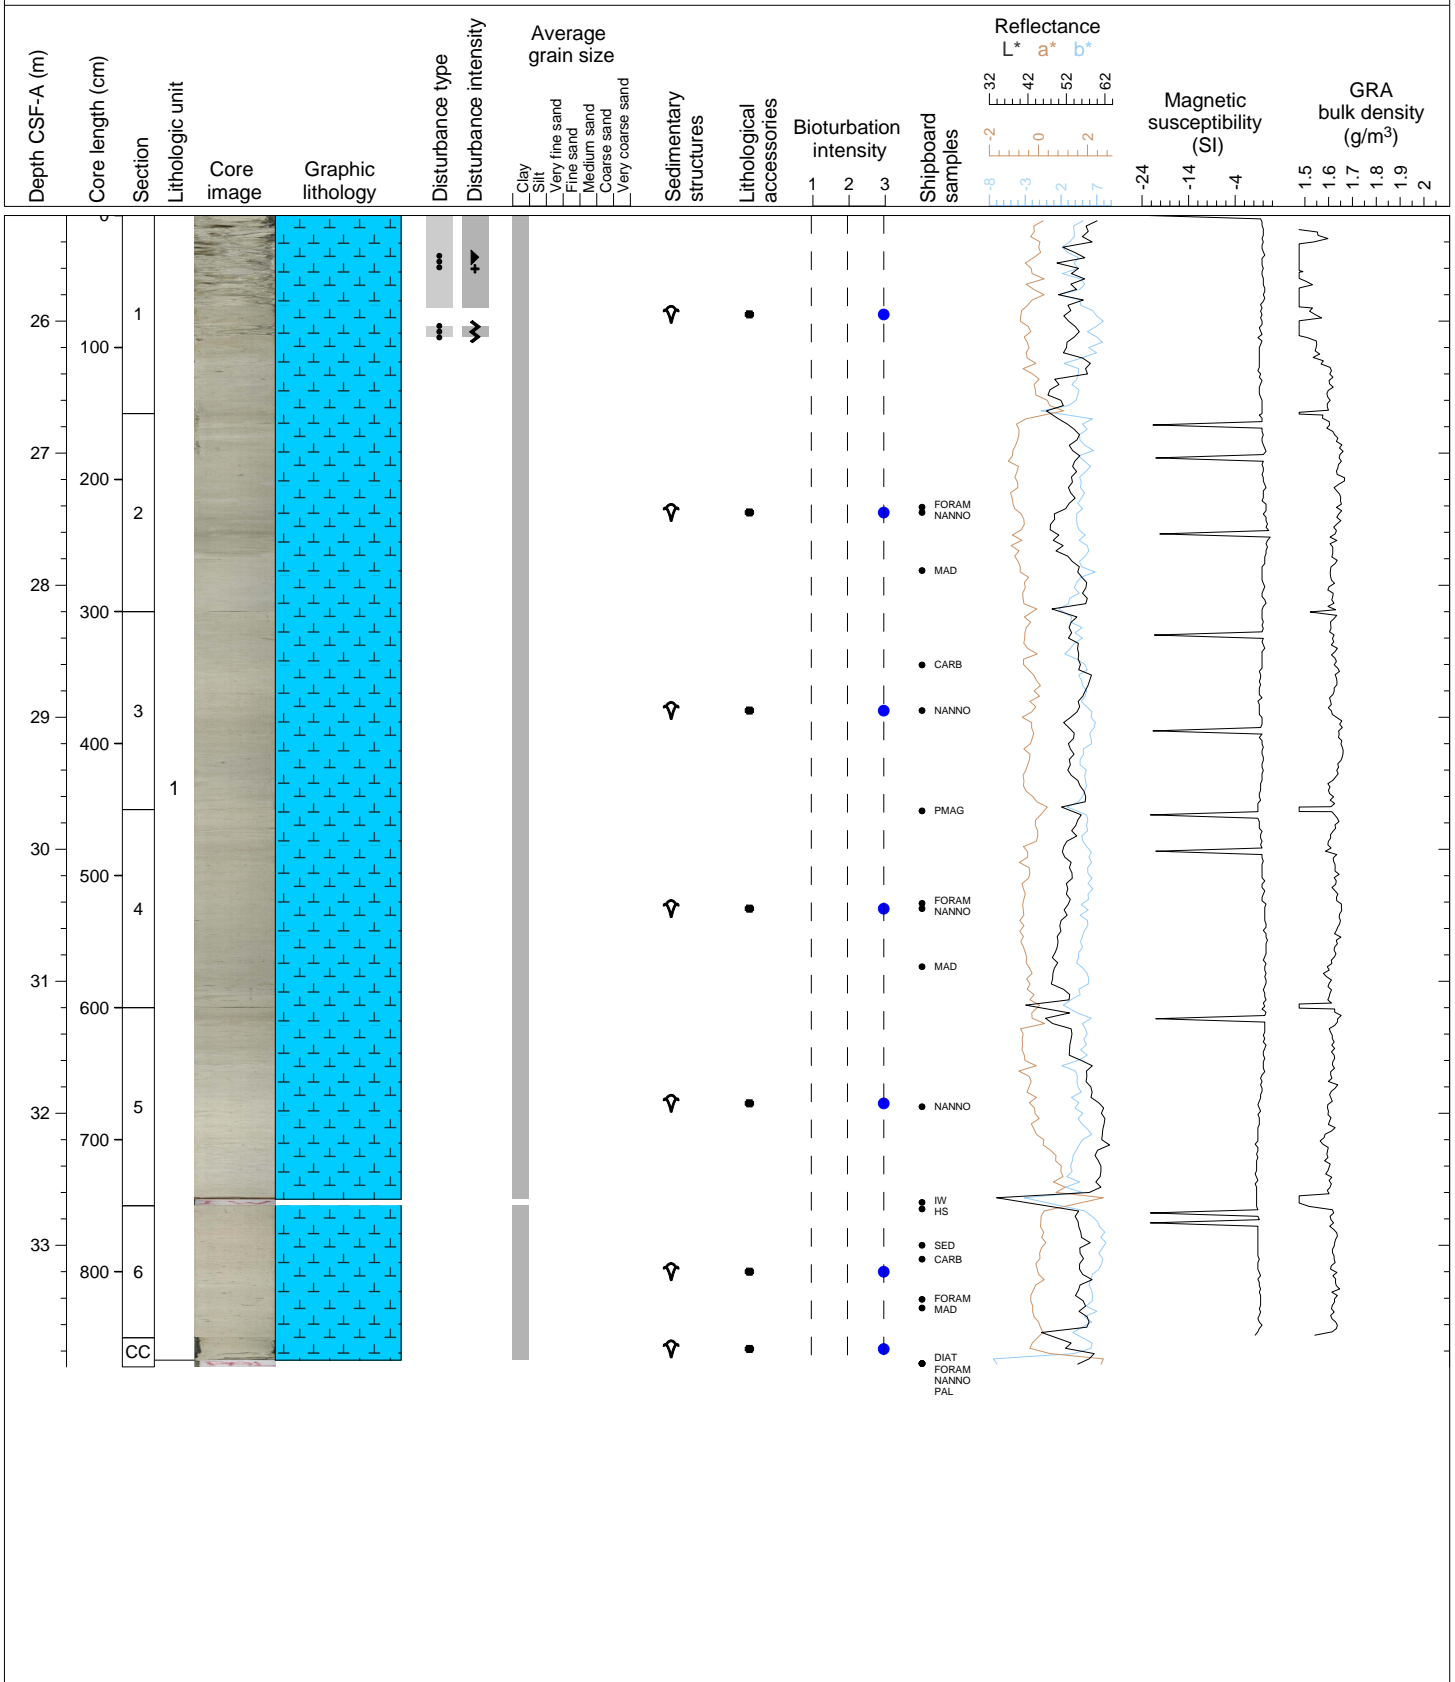 Depth CSF-A (m)
Core length (cm)
Section
Lithologic unit
Core
image
Graphic
lithology
Disturbance type
Disturbance intensity
Average
grain size
Clay
Silt
Very fine sand
Fine sand
Medium sand
Coarse sand
Very coarse sand
Sedimentary
structures
Lithological
accessories
Bioturbation
intensity
1 2 3
Shipboard
samples
Reflectance
L* a* b*
32 42 52 62
-2 0 2
-8 -3 2 7
Magnetic
susceptibility
(SI)
-24 -14 -4
GRA
bulk density
(g/m³)
1.5 1.6 1.7 1.8 1.9 2
0
1
26
100
27
200
2
FORAM
NANNO
28
MAD
300
CARB
3
29
NANNO
400
1
PMAG
30
500
4
FORAM
NANNO
31
MAD
600
5
32
NANNO
700
IW
HS
33
SED
CARB
6
800
FORAM
MAD
CC
DIAT
FORAM
NANNO
PAL